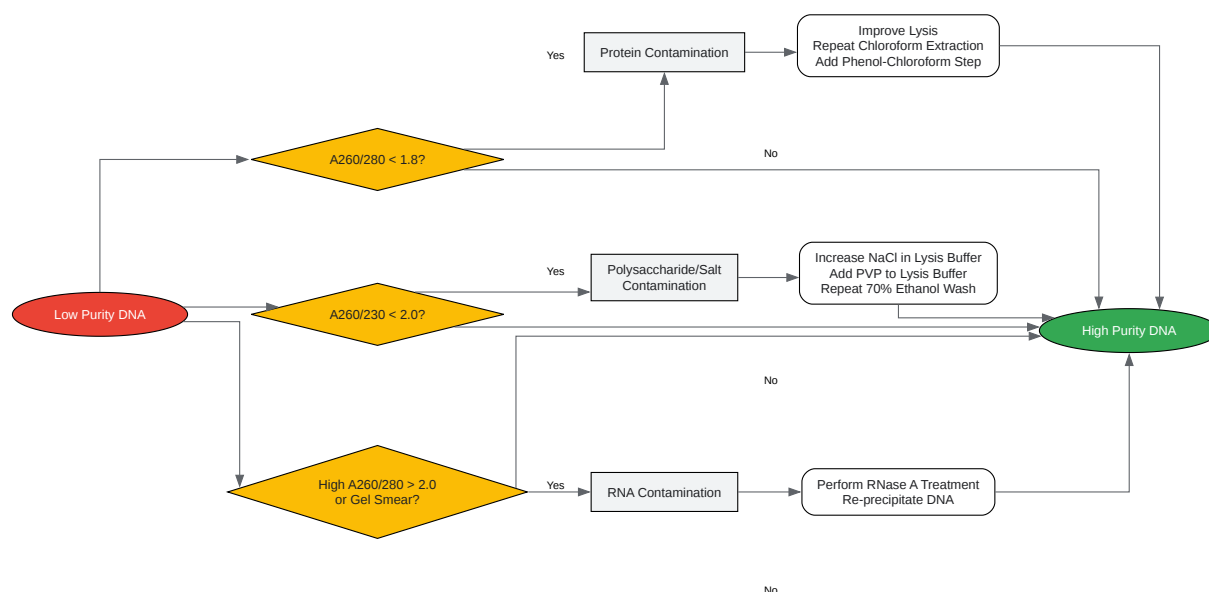 Improve Lysis
Repeat Chloroform Extraction
Add Phenol-Chloroform Step
Yes
Protein Contamination
A260/280 < 1.8?
No
Increase NaCl in Lysis Buffer
Add PVP to Lysis Buffer
Repeat 70% Ethanol Wash
Yes
Polysaccharide/Salt
Contamination
Low Purity DNA
A260/230 < 2.0?
High Purity DNA
No
High A260/280 > 2.0
or Gel Smear?
Yes
RNA Contamination
Perform RNase A Treatment
Re-precipitate DNA
No